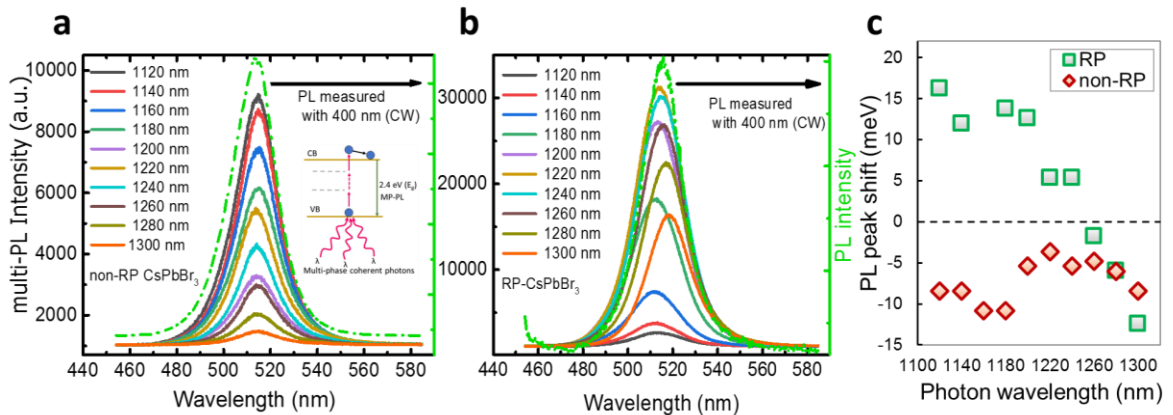 a
multi-PL Intensity (a.u.)
10000
8000
6000
4000
2000
1120 nm
1140 nm
1160 nm
1180 nm
1220 nm
1240 nm
1200 nm
1260 nm
1280 nm
1300 nm
non-RP CsPbBr3
PL measured
with 400 nm (CW)
CB
2.4 eV (Eg)
MP-PL
VB
λ λ λ λ
Multi-phase coherent photons
440 460 480 500 520 540 560 580
Wavelength (nm)
b
30000
20000
10000
1120 nm
1140 nm
1160 nm
1180 nm
1200 nm
1220 nm
1240 nm
1260 nm
1280 nm
1300 nm
RP-CsPbBr3
PL measured
with 400 nm (CW)
PL intensity
440 460 480 500 520 540 560 580
Wavelength (nm)
c
PL peak shift (meV)
20
15
10
5
0
-5
-10
-15
RP
non-RP
1100 1140 1180 1220 1260 1300
Photon wavelength (nm)